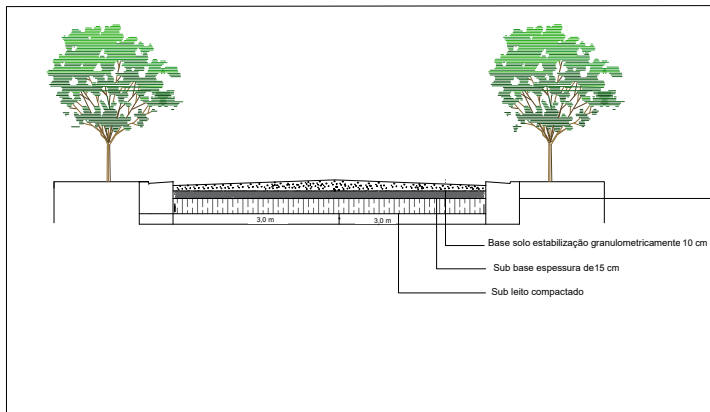 3,0 m
3,0 m
Base solo estabilização granulometricamente 10 cm
Sub base espessura de15 cm
Sub leito compactado